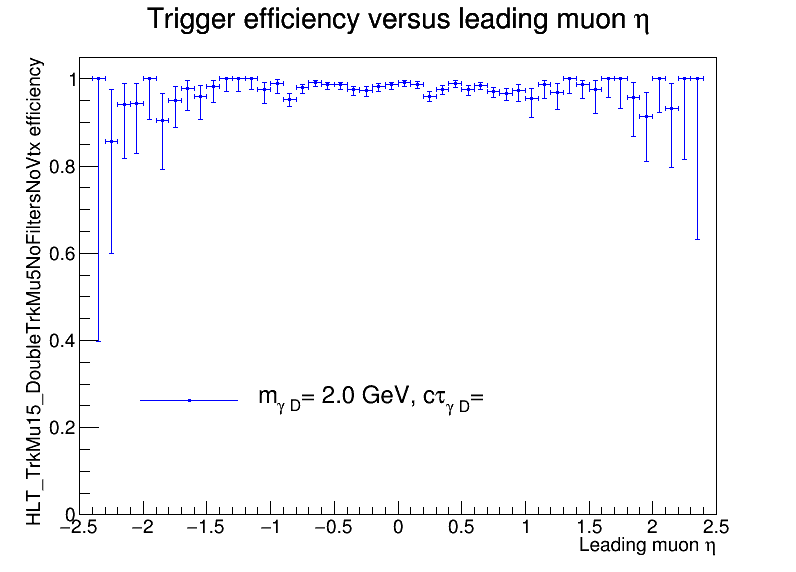 Trigger efficiency versus leading muon η
HLT_TrkMu15_DoubleTrkMu5NoFiltersNoVtx efficiency
1
0.8
0.6
0.4
0.2
0
m_γ D= 2.0 GeV, cτ_γ D=
−2.5 −2 −1.5 −1 −0.5 0 0.5 1 1.5 2 2.5
Leading muon η